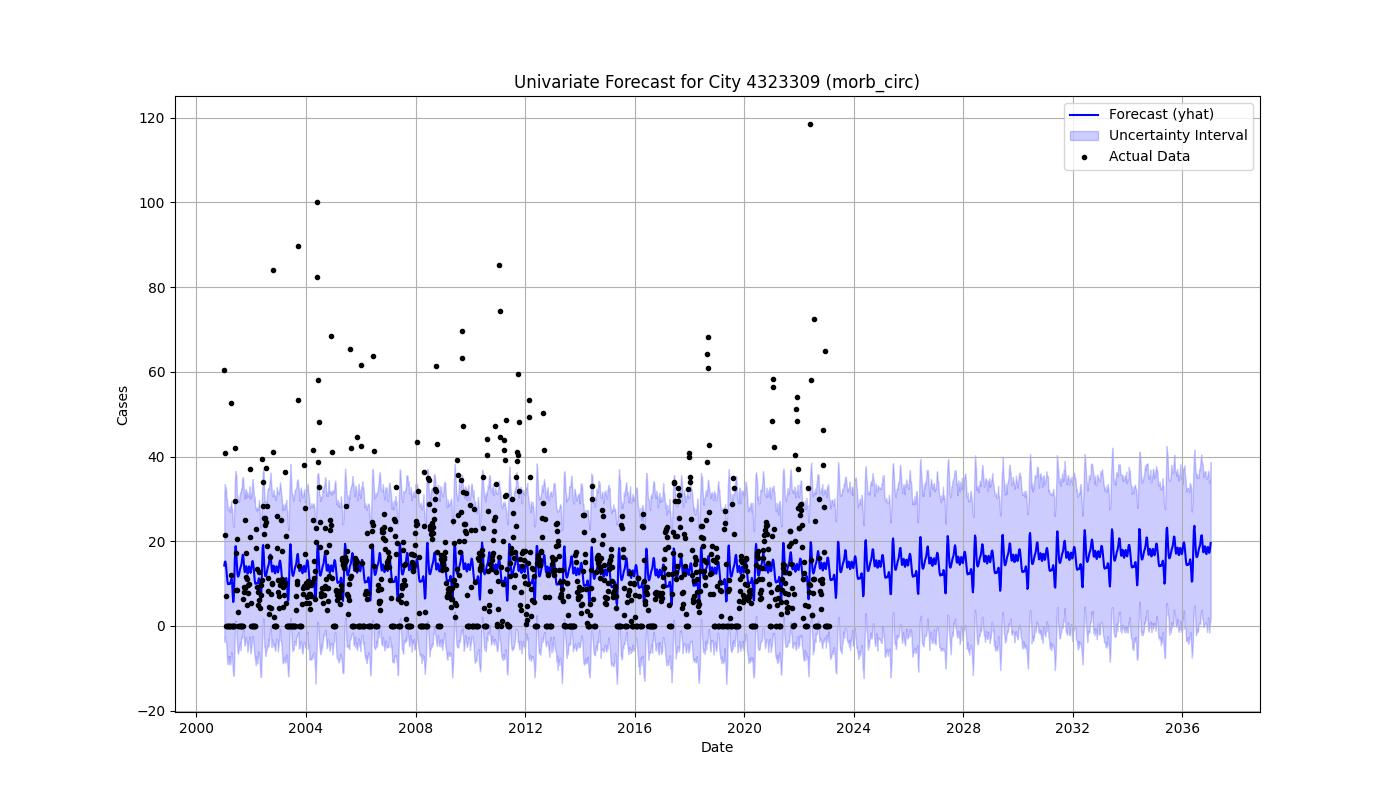 Univariate Forecast for City 4323309 (morb_circ)
Forecast (yhat)
Uncertainty Interval
Actual Data
Cases
120
100
80
60
40
20
0
−20
2000 2004 2008 2012 2016 2020 2024 2028 2032 2036
Date